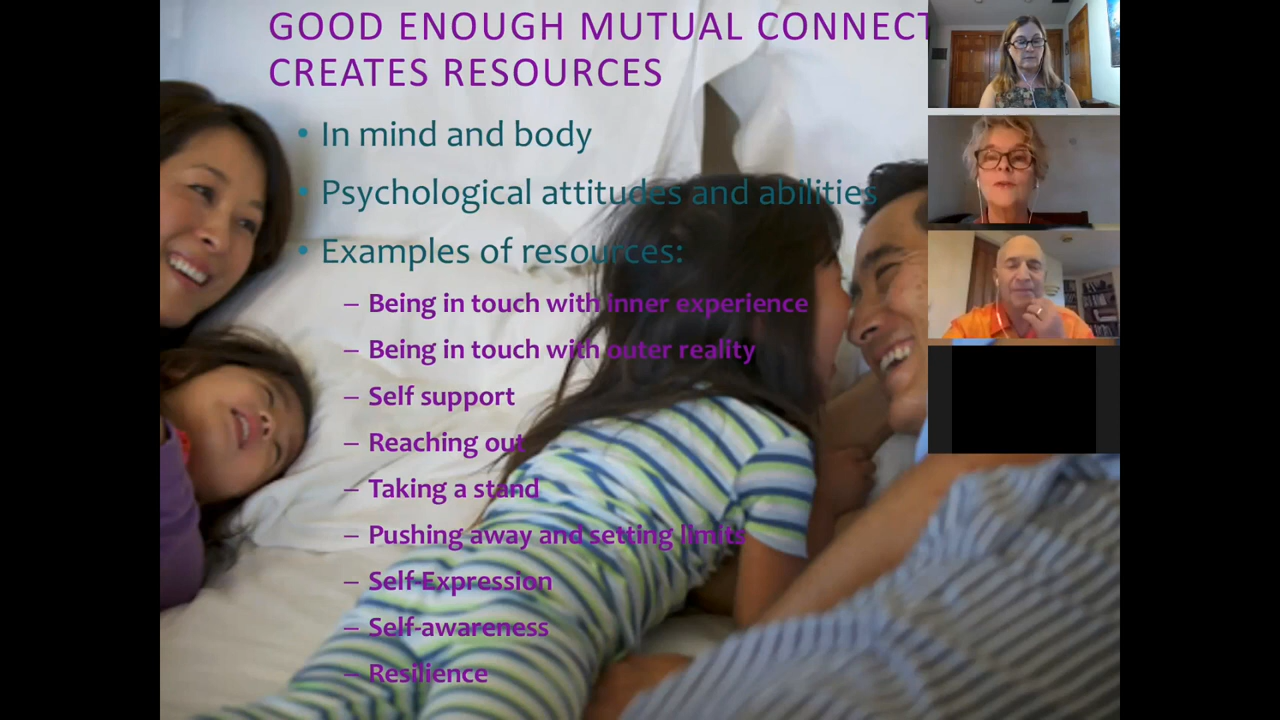 GOOD ENOUGH MUTUAL CONNECT
CREATES RESOURCES
• In mind and body
• Psychological attitudes and abilities
• Examples of resources:
– Being in touch with inner experience
– Being in touch with outer reality
– Self support
– Reaching out
– Taking a stand
– Pushing away and setting limits
– Self-Expression
– Self-awareness
– Resilience